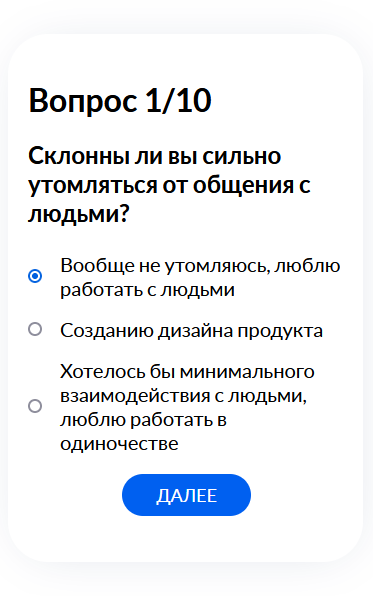 Вопрос 1/10
Склонны ли вы сильно
утомляться от общения с
людьми?
Вообще не утомляюсь, люблю
работать с людьми
Созданию дизайна продукта
Хотелось бы минимального
взаимодействия с людьми,
люблю работать в
одиночестве
ДАЛЕЕ